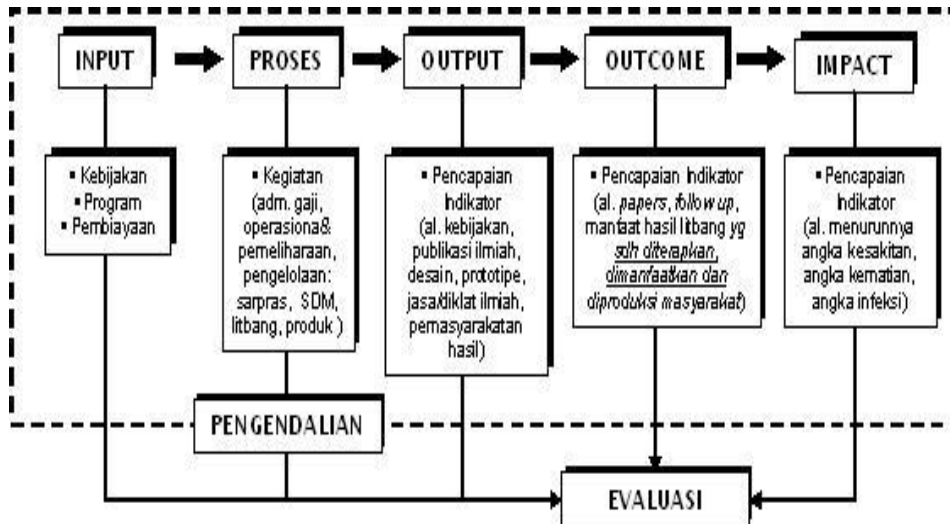 INPUT
PROSES
OUTPUT
OUTCOME
IMPACT
▪ Kebijakan
▪ Program
▪ Pembiayaan
▪ Kegiatan
(adm. gaji,
operasiona&
pemeliharaan,
pengelolaan:
sarpras, SDM,
litbang, produk )
▪ Pencapaian
Indikator
(al. kebijakan,
publikasi ilmiah,
desain, prototipe,
jasa/diklat ilmiah,
pemasyarakatan
hasil)
▪ Pencapaian Indikator
(al. papers, follow up,
manfaat hasil litbang yg
sdh diterapkan,
dimanfaatkan dan
diproduksi masyarakat)
▪ Pencapaian
Indikator
(al. menurunnya
angka kesakitan,
angka kematian,
angka infeksi)
PENGENDALIAN
EVALUASI